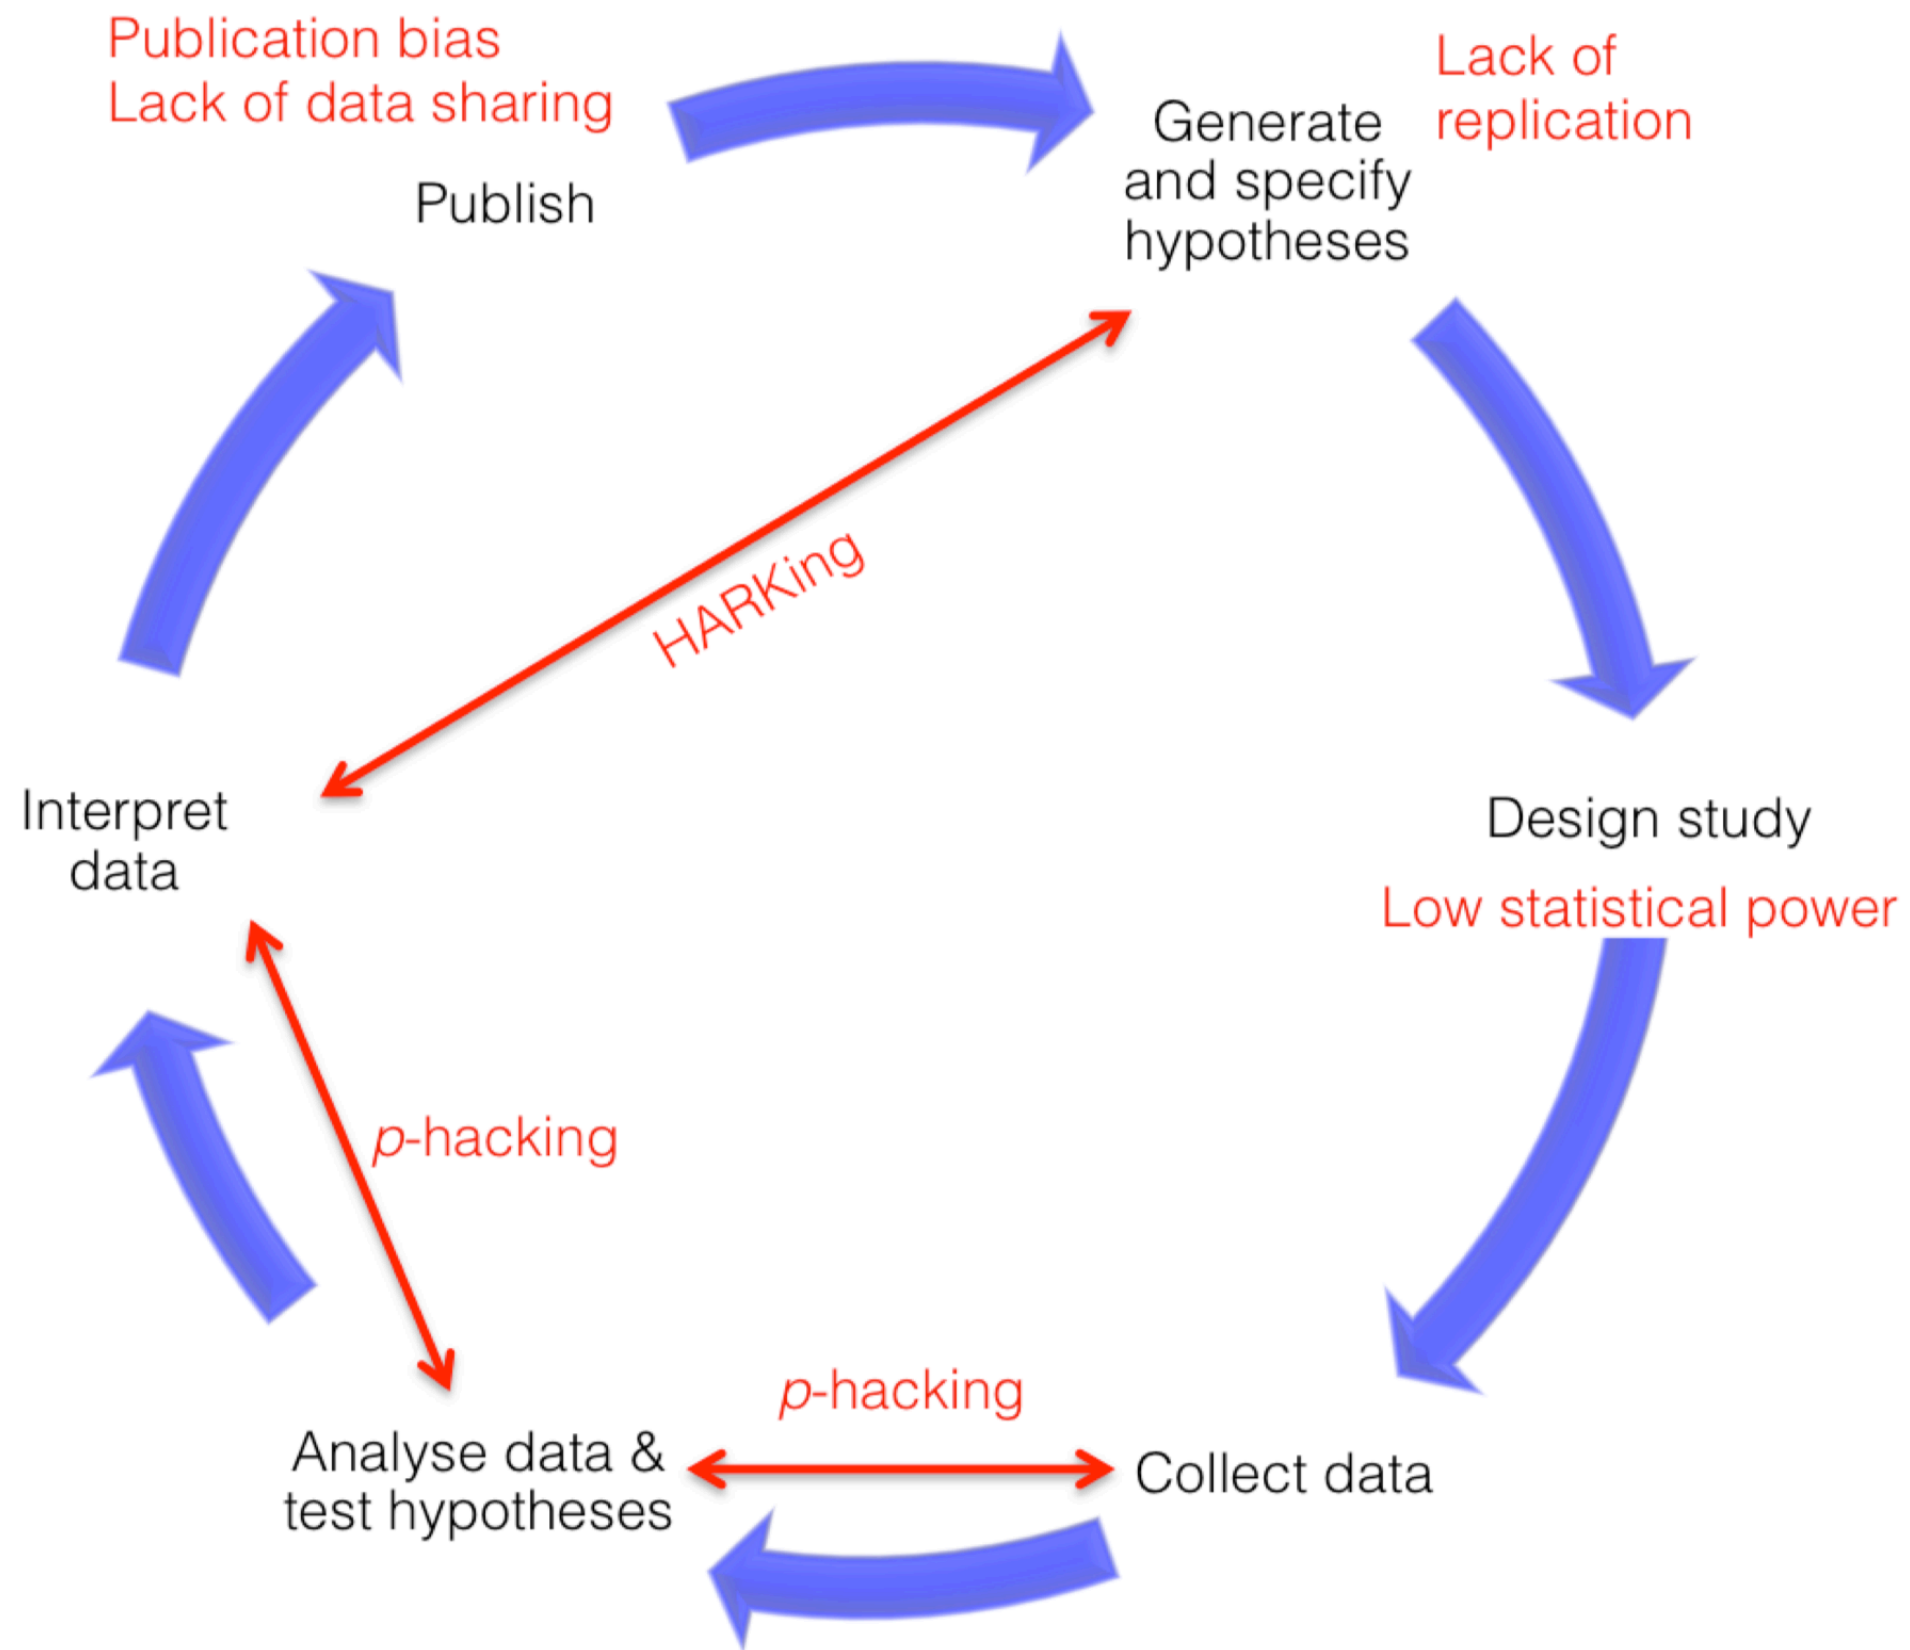 Publication bias
Lack of data sharing
Publish
Generate
and specify
hypotheses
Lack of
replication
HARKing
Interpret
data
Design study
Low statistical power
p-hacking
p-hacking
Analyse data &
test hypotheses
Collect data